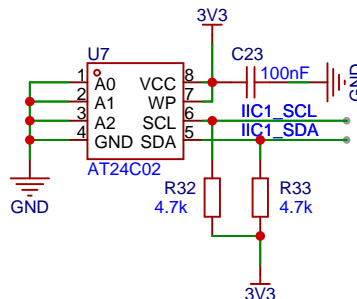 3V3
U7
C23
1 A0 VCC 8
100nF
GND
2 A1 WP 7
3 A2 SCL 6
IIC1_SCL
4 GND SDA 5
IIC1_SDA
AT24C02
GND
R32
4.7k
R33
4.7k
3V3